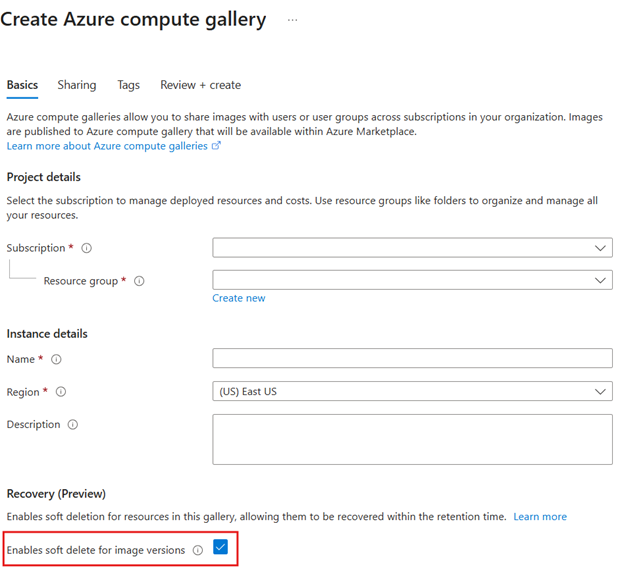 Create Azure compute gallery ...
Basics Sharing Tags Review + create
Azure compute galleries allow you to share images with users or user groups across subscriptions in your organization. Images
are published to Azure compute gallery that will be available within Azure Marketplace.
Learn more about Azure compute galleries
Project details
Select the subscription to manage deployed resources and costs. Use resource groups like folders to organize and manage all
your resources.
Subscription *
Resource group *
Create new
Instance details
Name *
Region * (US) East US
Description
Recovery (Preview)
Enables soft deletion for resources in this gallery, allowing them to be recovered within the retention time. Learn more
Enables soft delete for image versions